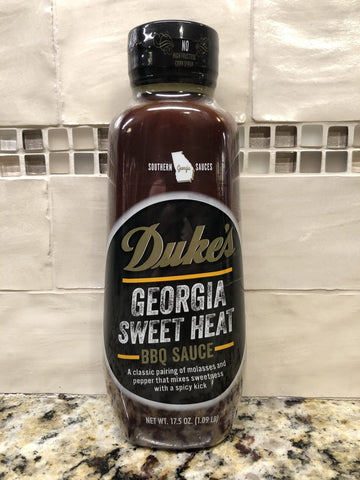 NO
HIGH FRUCTOSE
CORN SYRUP
SOUTHERN Georgia SAUCES
Duke's
GEORGIA
SWEET HEAT
BBQ SAUCE
A classic pairing of molasses and
pepper that mixes sweetness
with a spicy kick
NET WT. 17.5 OZ. (1.09 LB)